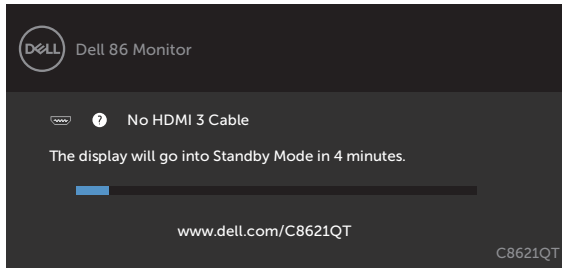 DELL Dell 86 Monitor
? No HDMI 3 Cable
The display will go into Standby Mode in 4 minutes.
www.dell.com/C8621QT
C8621QT